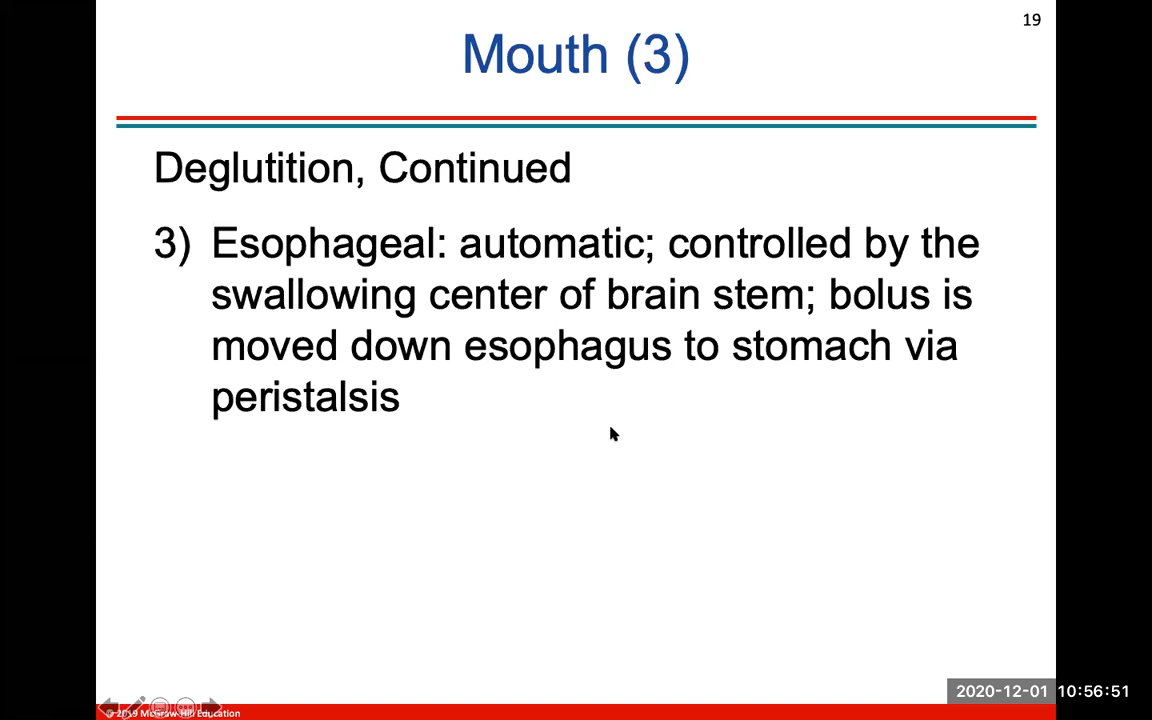 19
Mouth (3)
Deglutition, Continued
3) Esophageal: automatic; controlled by the
swallowing center of brain stem; bolus is
moved down esophagus to stomach via
peristalsis
2020-12-01 10:56:51
© 2019 McGraw-Hill Education